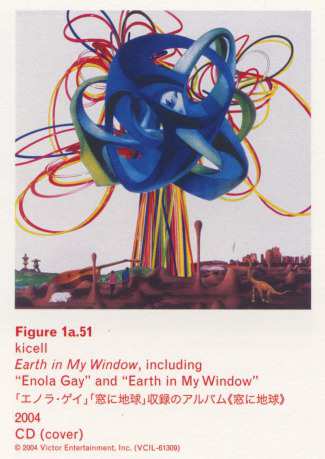 Figure 1a.51
kicell
Earth in My Window, including
“Enola Gay” and “Earth in My Window”
「エノラ・ゲイ」「窓に地球」収録のアルバム《窓に地球》
2004
CD (cover)
© 2004 Victor Entertainment, Inc. (VCIL-61309)